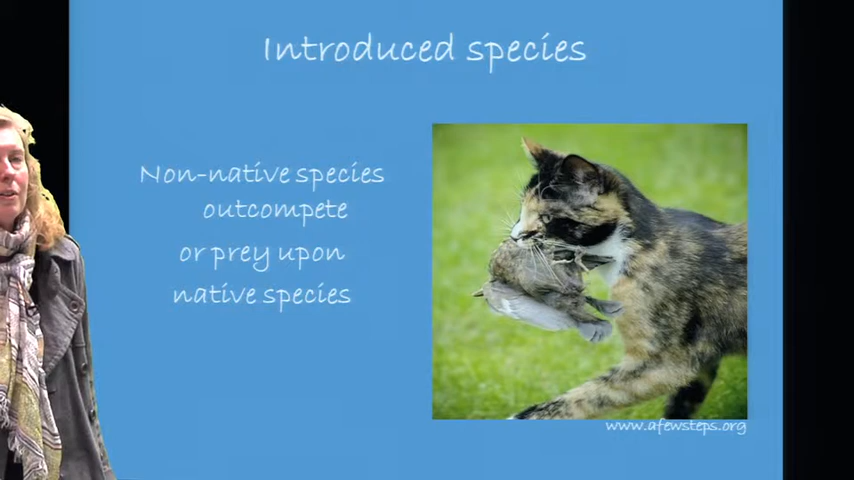 Introduced species
Non-native species
outcompete
or prey upon
native species
www.afewsteps.org